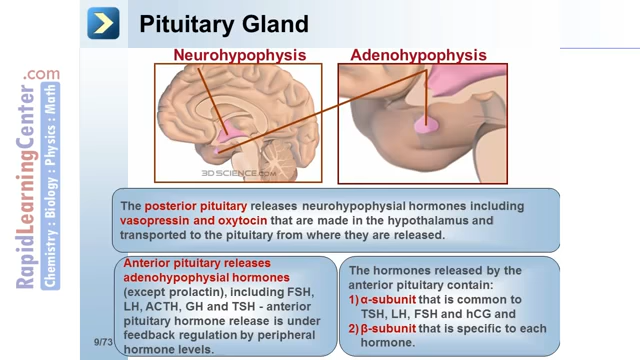 Pituitary Gland
Neurohypophysis
Adenohypophysis
3DSCIENCE.com
RapidLearningCenter.com
Chemistry : Biology : Physics : Math
The posterior pituitary releases neurohypophysial hormones including
vasopressin and oxytocin that are made in the hypothalamus and
transported to the pituitary from where they are released.
Anterior pituitary releases
adenohypophysial hormones
(except prolactin), including FSH,
LH, ACTH, GH and TSH - anterior
pituitary hormone release is under
feedback regulation by peripheral
hormone levels.
The hormones released by the
anterior pituitary contain:
1) α-subunit that is common to
TSH, LH, FSH and hCG and
2) β-subunit that is specific to each
hormone.
9/73